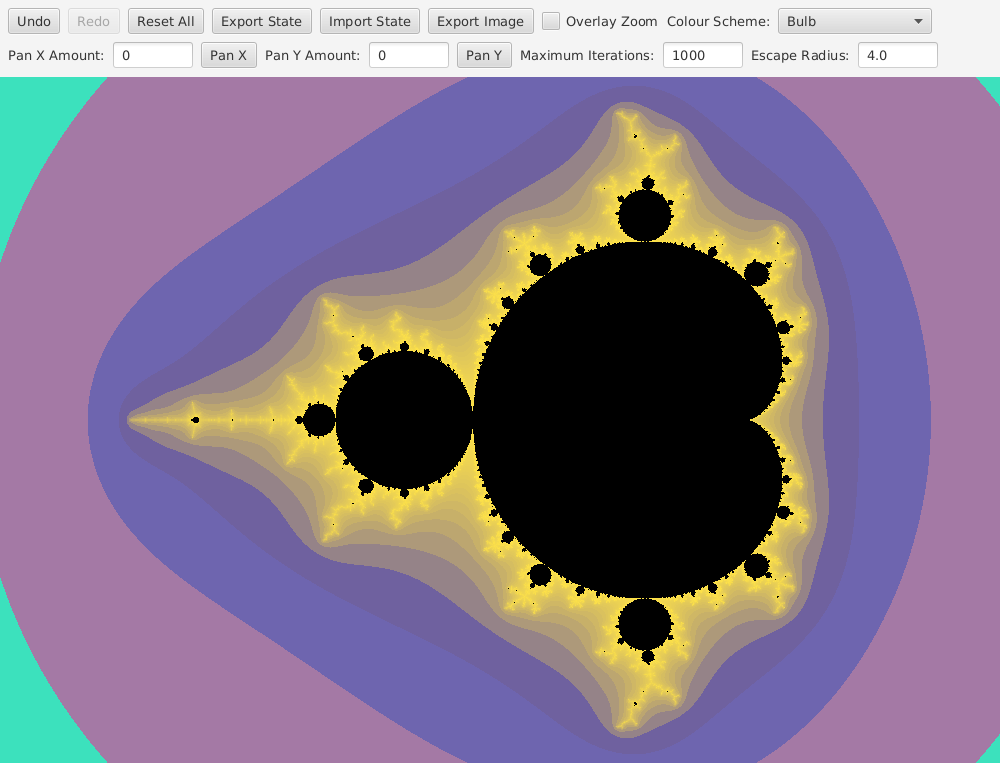 Undo Redo Reset All Export State Import State Export Image Overlay Zoom Colour Scheme: Bulb
Pan X Amount: 0 Pan X Pan Y Amount: 0 Pan Y Maximum Iterations: 1000 Escape Radius: 4.0